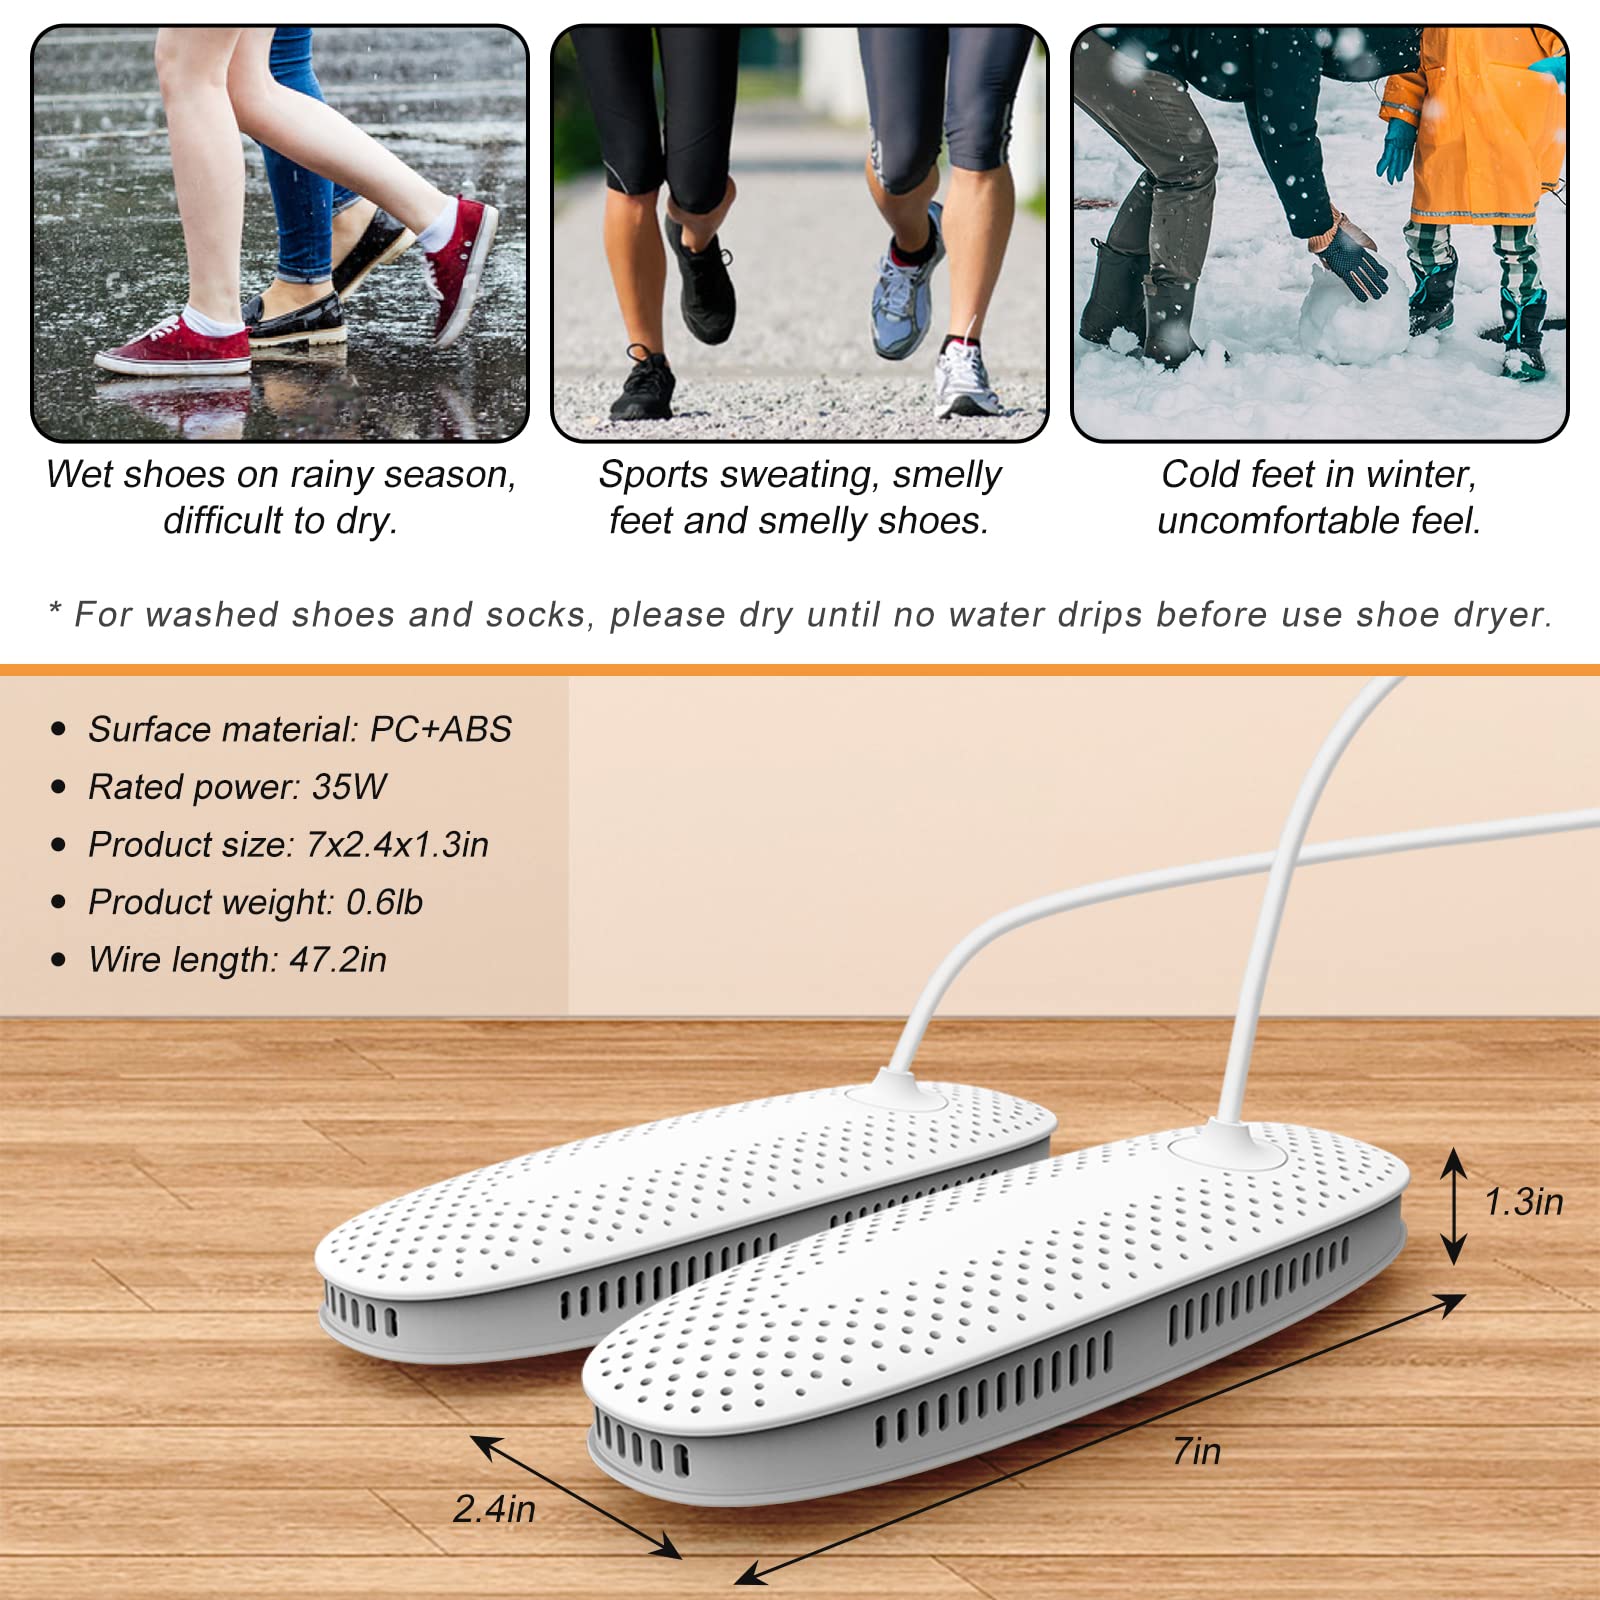 Wet shoes on rainy season,
difficult to dry.
Sports sweating, smelly
feet and smelly shoes.
Cold feet in winter,
uncomfortable feel.
* For washed shoes and socks, please dry until no water drips before use shoe dryer.
• Surface material: PC+ABS
• Rated power: 35W
• Product size: 7x2.4x1.3in
• Product weight: 0.6lb
• Wire length: 47.2in
1.3in
7in
2.4in